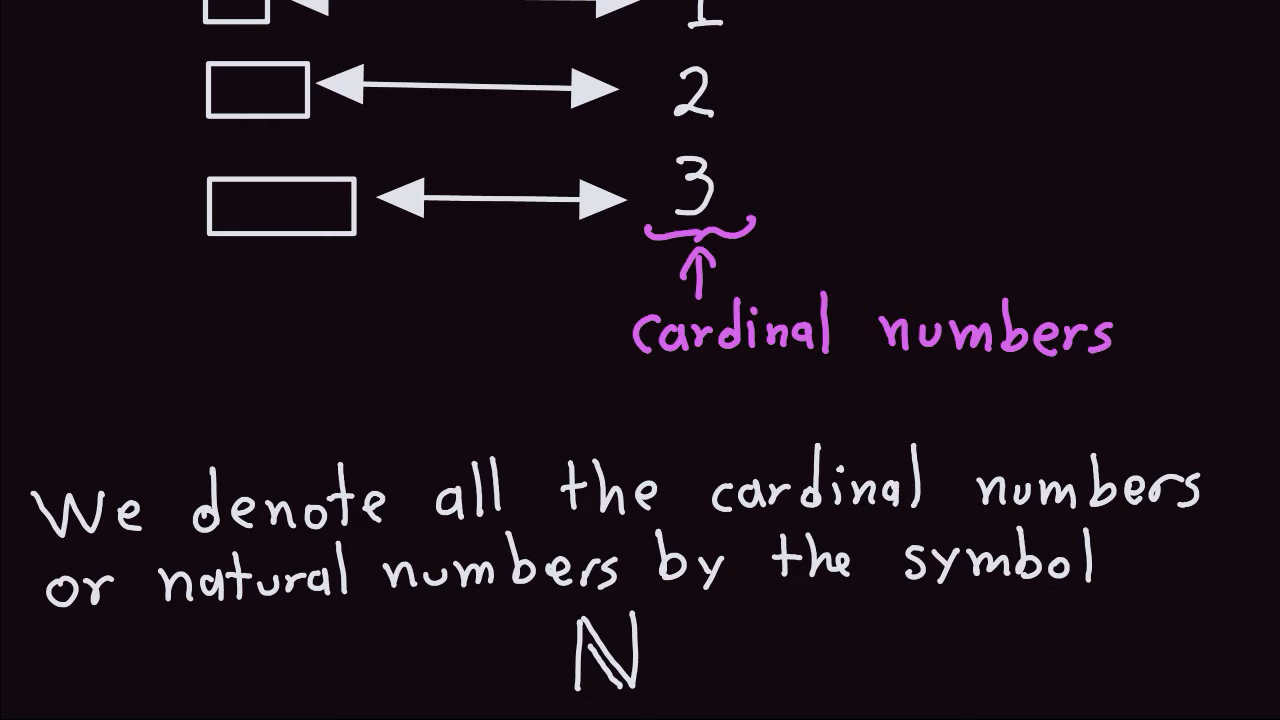 1
2
3
cardinal numbers
We denote all the cardinal numbers
or natural numbers by the symbol
ℕ